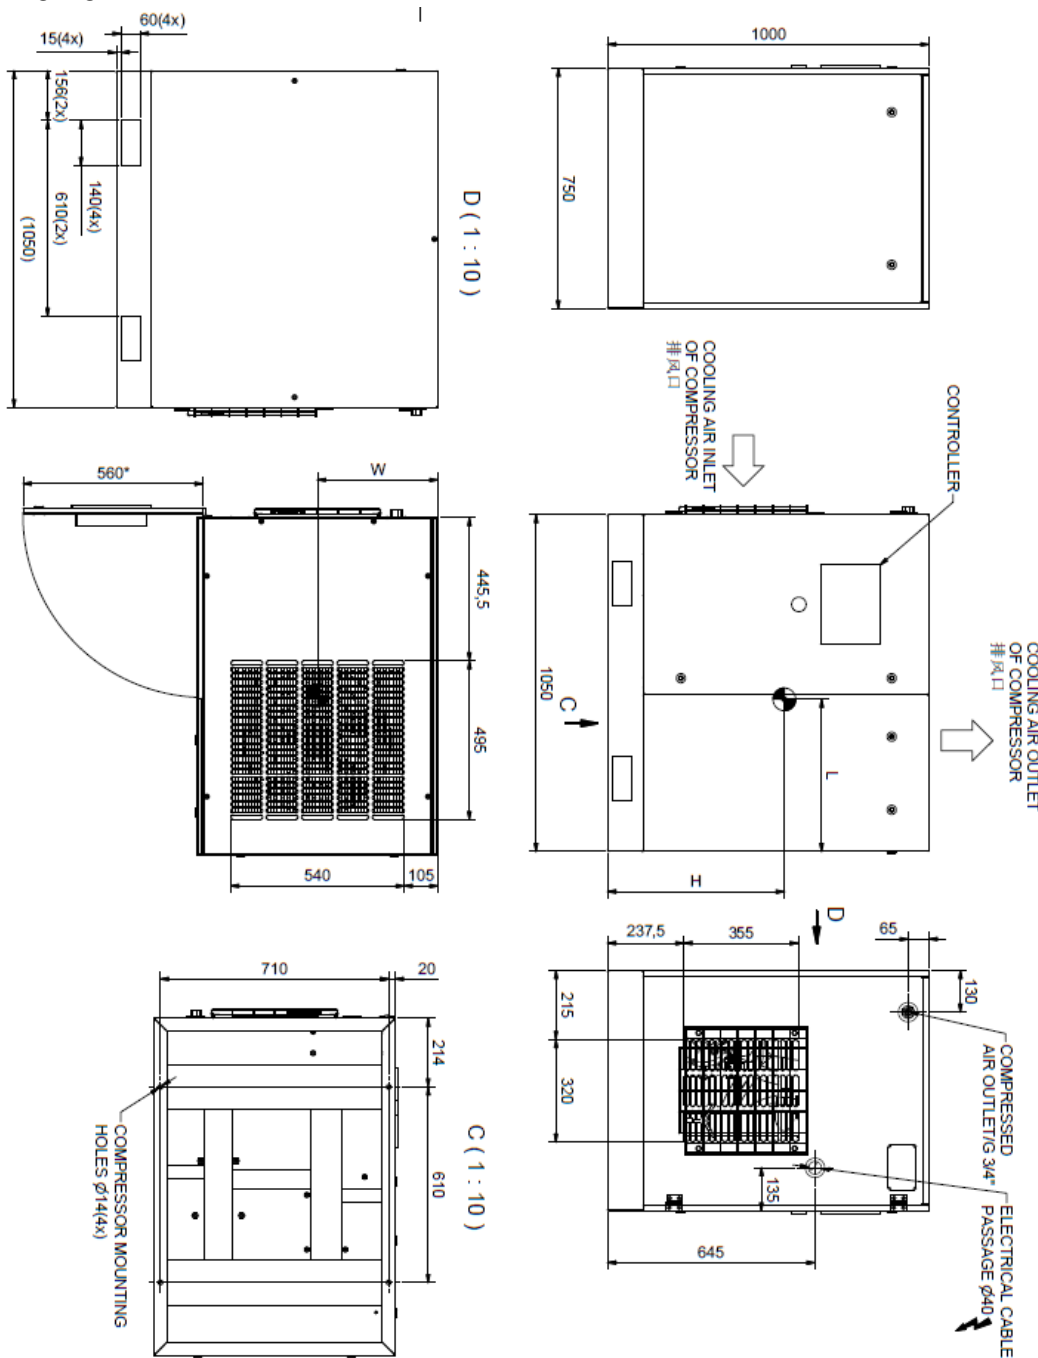 60(4x)
15(4x)
156(2x)
140(4x)
610(2x)
(1050)
D ( 1 : 10 )
1000
750
COOLING AIR INLET
OF COMPRESSOR
排风口
CONTROLLER
COOLING AIR OUTLET
OF COMPRESSOR
排风口
1050
C
L
H
560*
W
445,5
495
540
105
D
237,5
355
65
130
215
320
135
645
COMPRESSED
AIR OUTLET/G 3/4"
ELECTRICAL CABLE
PASSAGE Ø40
710
20
214
610
C ( 1 : 10 )
COMPRESSOR MOUNTING
HOLES Ø14(4x)